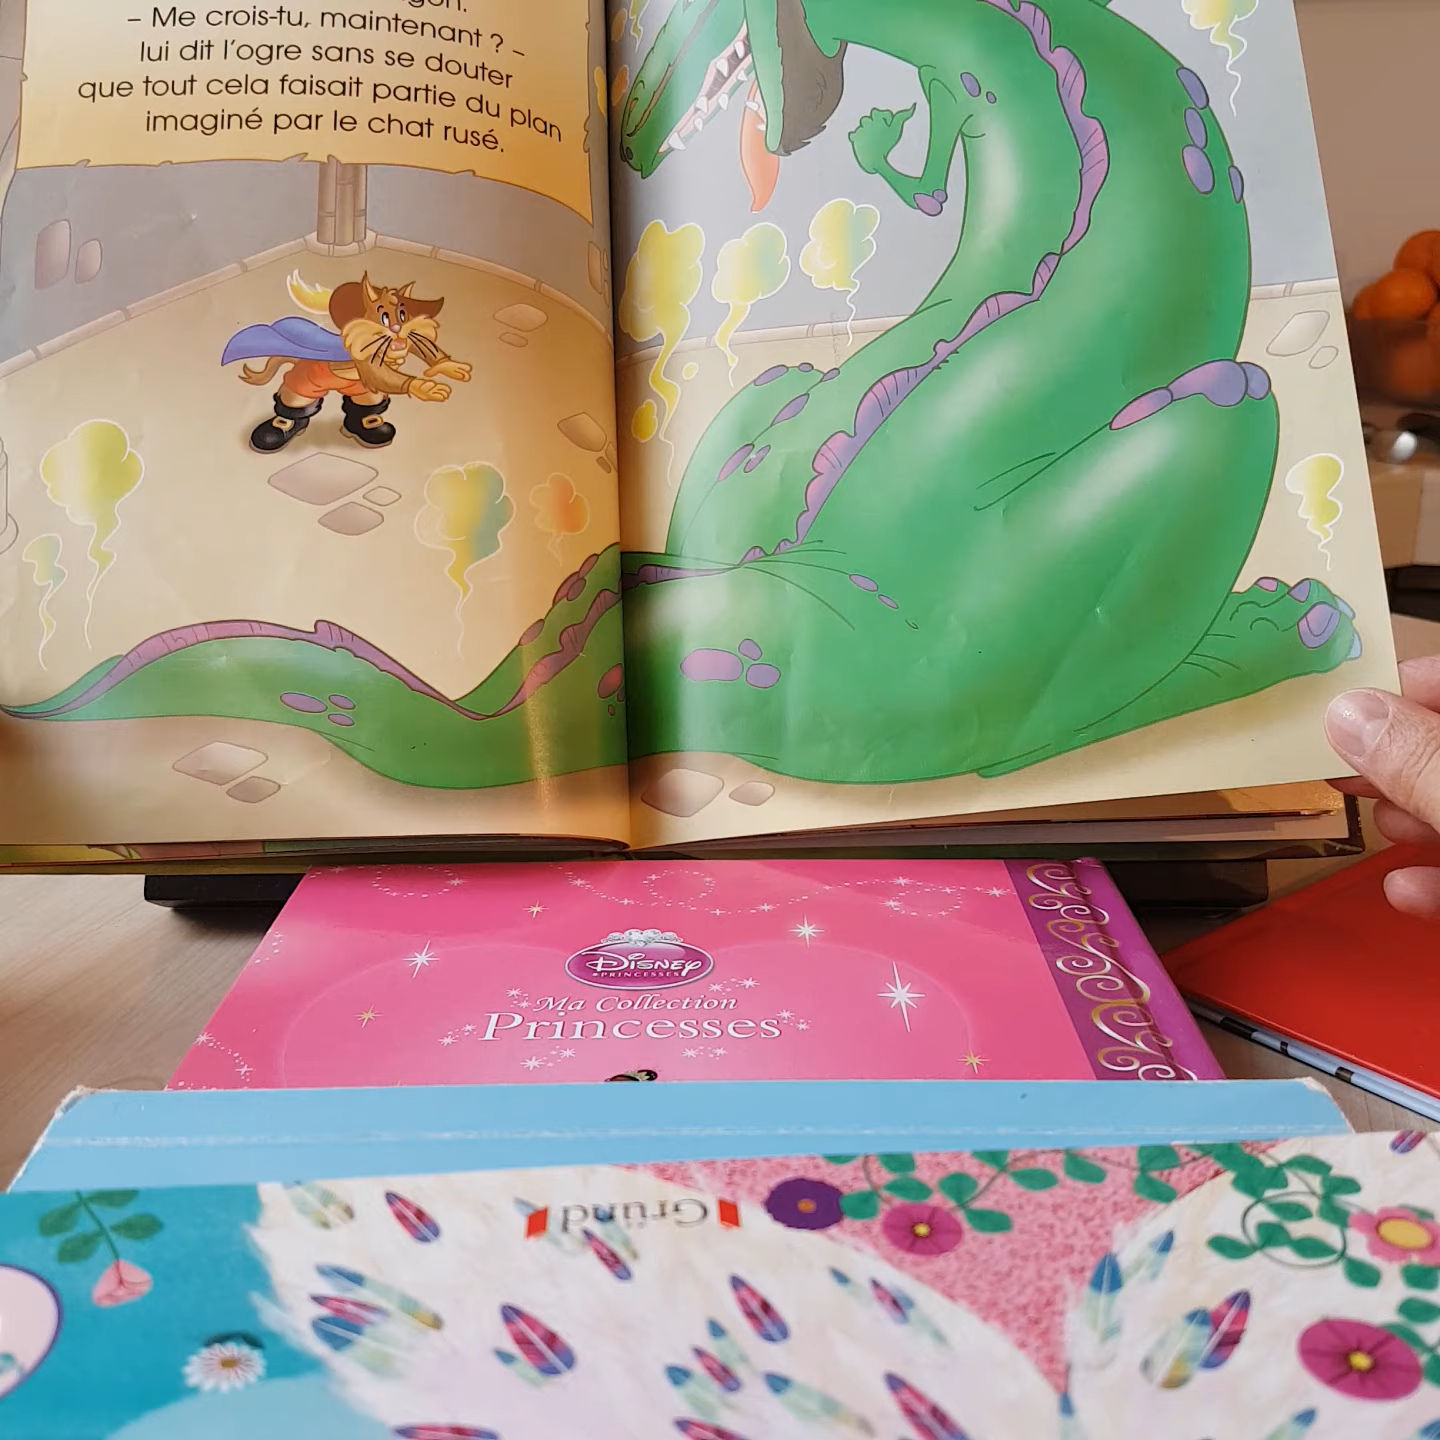 – Me crois-tu, maintenant ? –
lui dit l'ogre sans se douter
que tout cela faisait partie du plan
imaginé par le chat rusé.
Disney
PRINCESSES
Ma Collection
Princesses
Gründ